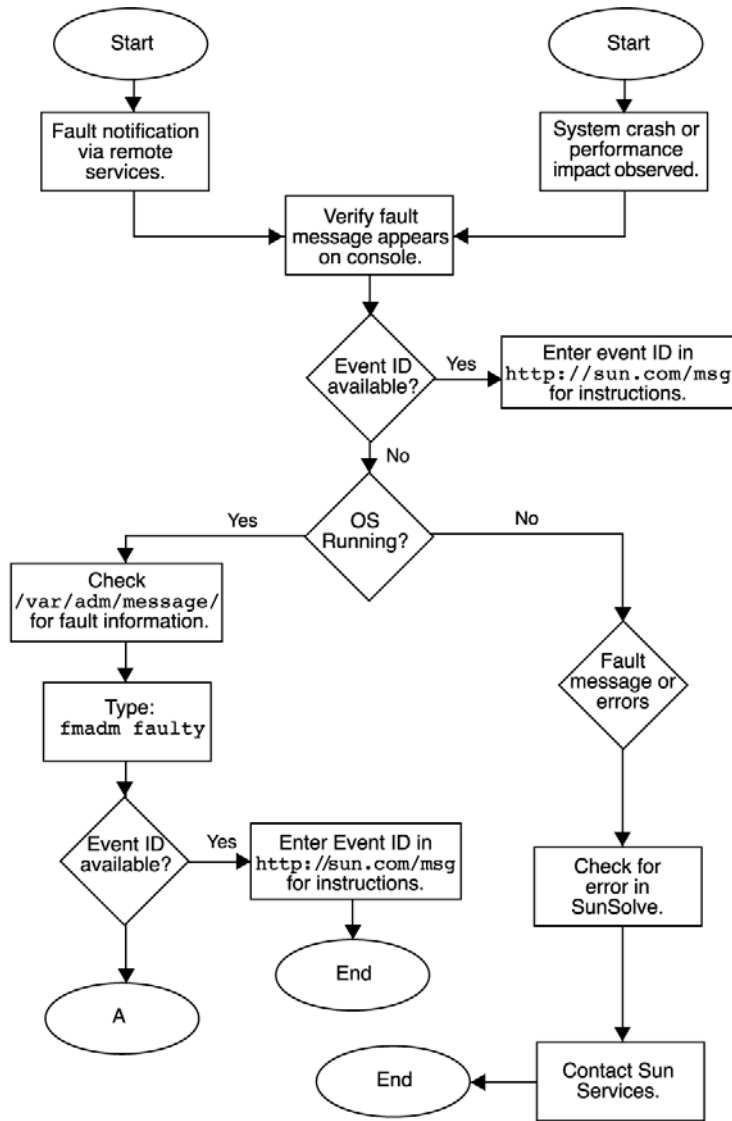 Start
Start
Fault notification
via remote
services.
System crash or
performance
impact observed.
Verify fault
message appears
on console.
Event ID
available?
Yes
Enter event ID in
http://sun.com/msg
for instructions.
No
Yes
OS
Running?
No
Check
/var/adm/message/
for fault information.
Fault
message or
errors
Type:
fmadm faulty
Event ID
available?
Yes
Enter Event ID in
http://sun.com/msg
for instructions.
Check for
error in
SunSolve.
End
A
End
Contact Sun
Services.